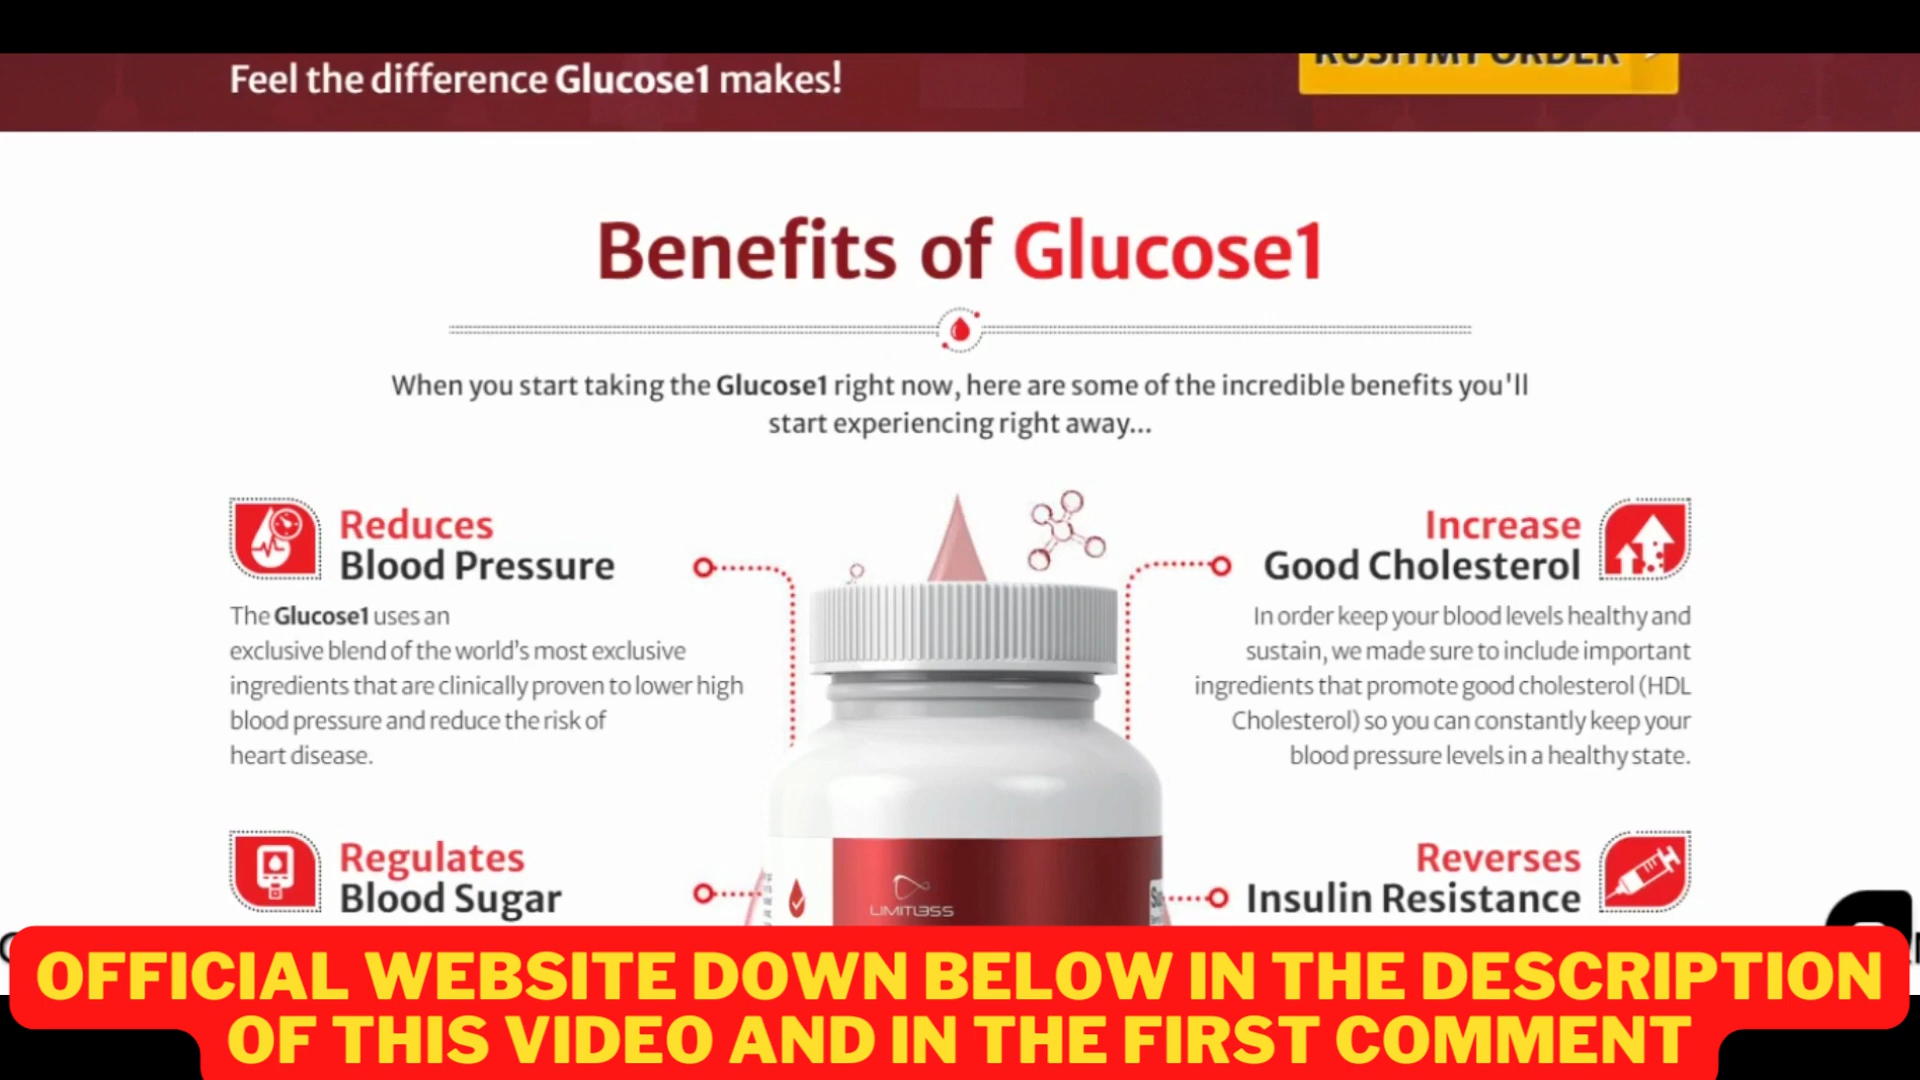 RUSH MY ORDER
Feel the difference Glucose1 makes!
Benefits of Glucose1
When you start taking the Glucose1 right now, here are some of the incredible benefits you'll
start experiencing right away...
Reduces
Blood Pressure
The Glucose1 uses an
exclusive blend of the world's most exclusive
ingredients that are clinically proven to lower high
blood pressure and reduce the risk of
heart disease.
Increase
Good Cholesterol
In order keep your blood levels healthy and
sustain, we made sure to include important
ingredients that promote good cholesterol (HDL
Cholesterol) so you can constantly keep your
blood pressure levels in a healthy state.
Regulates
Blood Sugar
Reverses
Insulin Resistance
LIMITL3SS
OFFICIAL WEBSITE DOWN BELOW IN THE DESCRIPTION
OF THIS VIDEO AND IN THE FIRST COMMENT